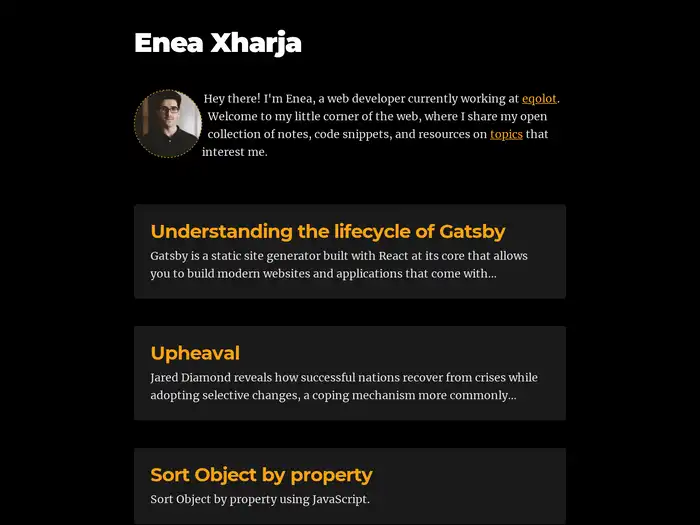 Enea Xharja
Hey there! I'm Enea, a web developer currently working at eqolot.
Welcome to my little corner of the web, where I share my open
collection of notes, code snippets, and resources on topics that
interest me.
Understanding the lifecycle of Gatsby
Gatsby is a static site generator built with React at its core that allows
you to build modern websites and applications that come with...
Upheaval
Jared Diamond reveals how successful nations recover from crises while
adopting selective changes, a coping mechanism more commonly...
Sort Object by property
Sort Object by property using JavaScript.